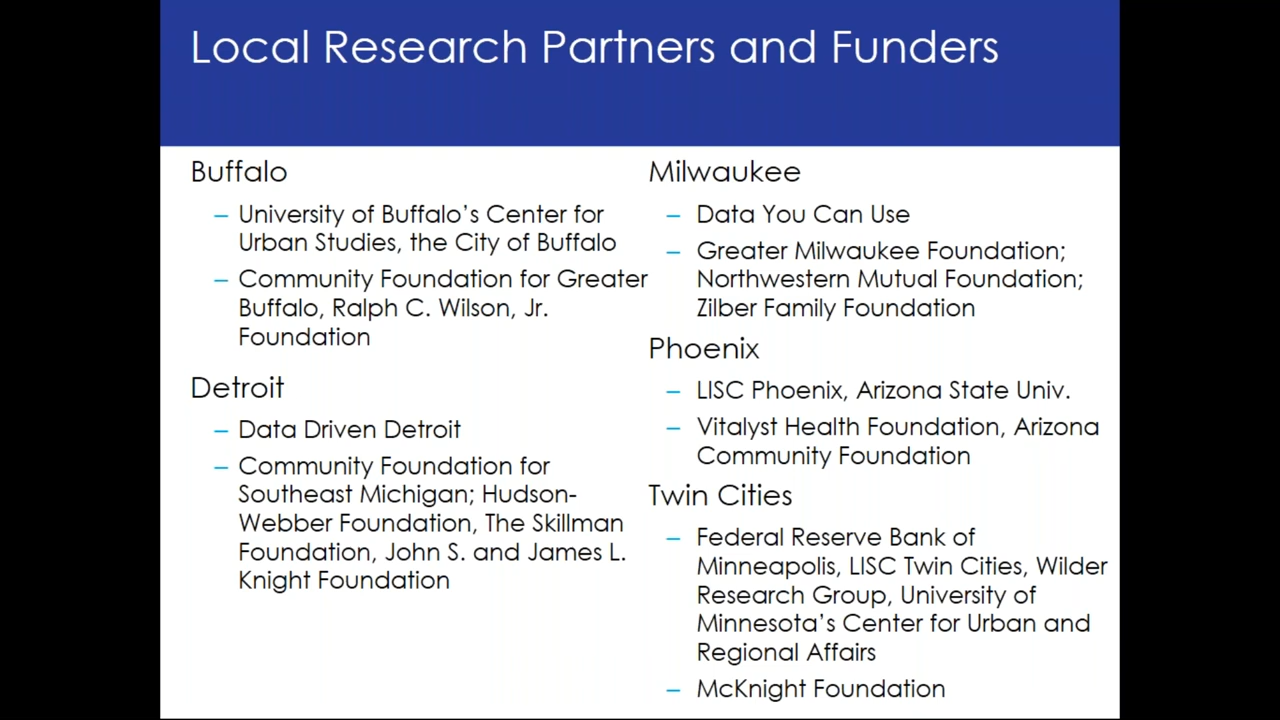 Local Research Partners and Funders
Buffalo
– University of Buffalo's Center for
Urban Studies, the City of Buffalo
– Community Foundation for Greater
Buffalo, Ralph C. Wilson, Jr.
Foundation
Detroit
– Data Driven Detroit
– Community Foundation for
Southeast Michigan; Hudson-
Webber Foundation, The Skillman
Foundation, John S. and James L.
Knight Foundation
Milwaukee
– Data You Can Use
– Greater Milwaukee Foundation;
Northwestern Mutual Foundation;
Zilber Family Foundation
Phoenix
– LISC Phoenix, Arizona State Univ.
– Vitalyst Health Foundation, Arizona
Community Foundation
Twin Cities
– Federal Reserve Bank of
Minneapolis, LISC Twin Cities, Wilder
Research Group, University of
Minnesota's Center for Urban and
Regional Affairs
– McKnight Foundation